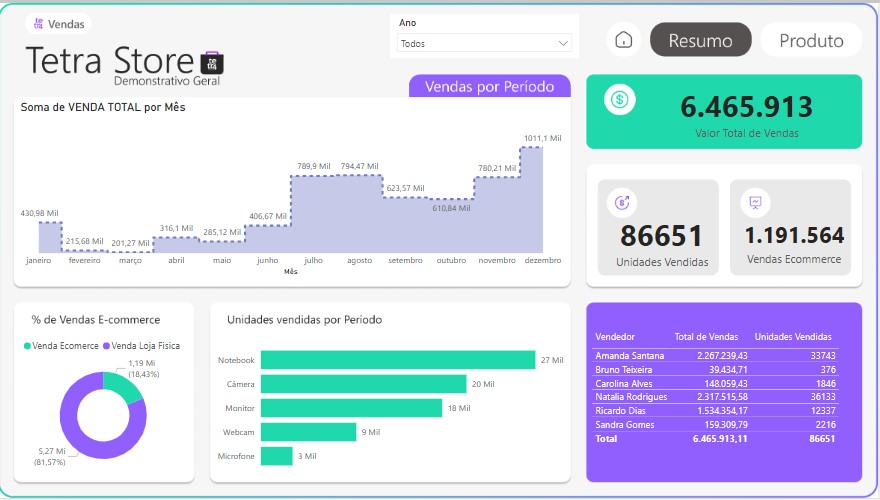 Vendas
Tetra Store
Demonstrativo Geral
Ano
Todos
Resumo
Produto
Vendas por Período
Soma de VENDA TOTAL por Mês
430,98 Mil
215,68 Mil
201,27 Mil
316,1 Mil
285,12 Mil
406,67 Mil
789,9 Mil
794,47 Mil
623,57 Mil
610,84 Mil
780,21 Mil
1011,1 Mil
janeiro fevereiro março abril maio junho julho agosto setembro outubro novembro dezembro
Mês
6.465.913
Valor Total de Vendas
86651
Unidades Vendidas
1.191.564
Vendas Ecommerce
% de Vendas E-commerce
Venda Ecomerce Venda Loja Fisica
1,19 Mi
(18,43%)
5,27 Mi
(81,57%)
Unidades vendidas por Período
Notebook 27 Mil
Câmera 20 Mil
Monitor 18 Mil
Webcam 9 Mil
Microfone 3 Mil
Vendedor Total de Vendas Unidades Vendidas
Amanda Santana 2.267.239,43 33743
Bruno Teixeira 39.434,71 376
Carolina Alves 148.059,43 1846
Natalia Rodrigues 2.317.515,58 36133
Ricardo Dias 1.534.354,17 12337
Sandra Gomes 159.309,79 2216
Total 6.465.913,11 86651